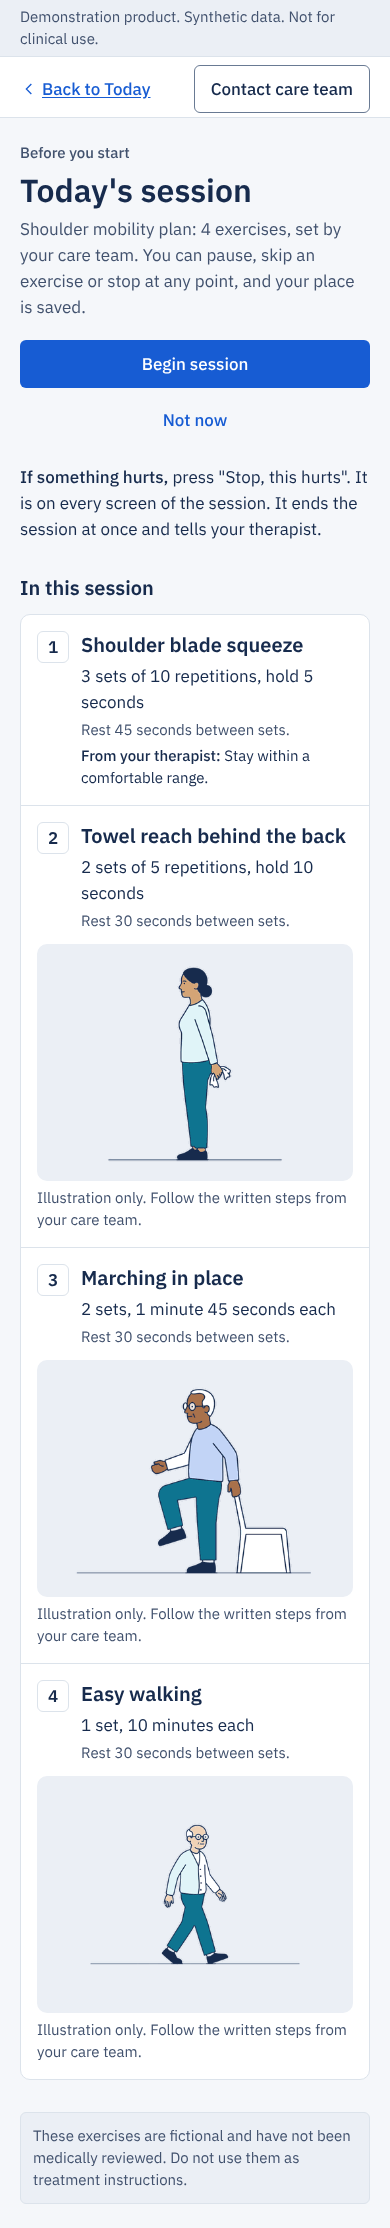 Demonstration product. Synthetic data. Not for
clinical use.
Back to Today
Contact care team
Before you start
Today's session
Shoulder mobility plan: 4 exercises, set by
your care team. You can pause, skip an
exercise or stop at any point, and your place
is saved.
Begin session
Not now
If something hurts, press "Stop, this hurts". It
is on every screen of the session. It ends the
session at once and tells your therapist.
In this session
1 Shoulder blade squeeze
3 sets of 10 repetitions, hold 5
seconds
Rest 45 seconds between sets.
From your therapist: Stay within a
comfortable range.
2 Towel reach behind the back
2 sets of 5 repetitions, hold 10
seconds
Rest 30 seconds between sets.
Illustration only. Follow the written steps from
your care team.
3 Marching in place
2 sets, 1 minute 45 seconds each
Rest 30 seconds between sets.
Illustration only. Follow the written steps from
your care team.
4 Easy walking
1 set, 10 minutes each
Rest 30 seconds between sets.
Illustration only. Follow the written steps from
your care team.
These exercises are fictional and have not been
medically reviewed. Do not use them as
treatment instructions.